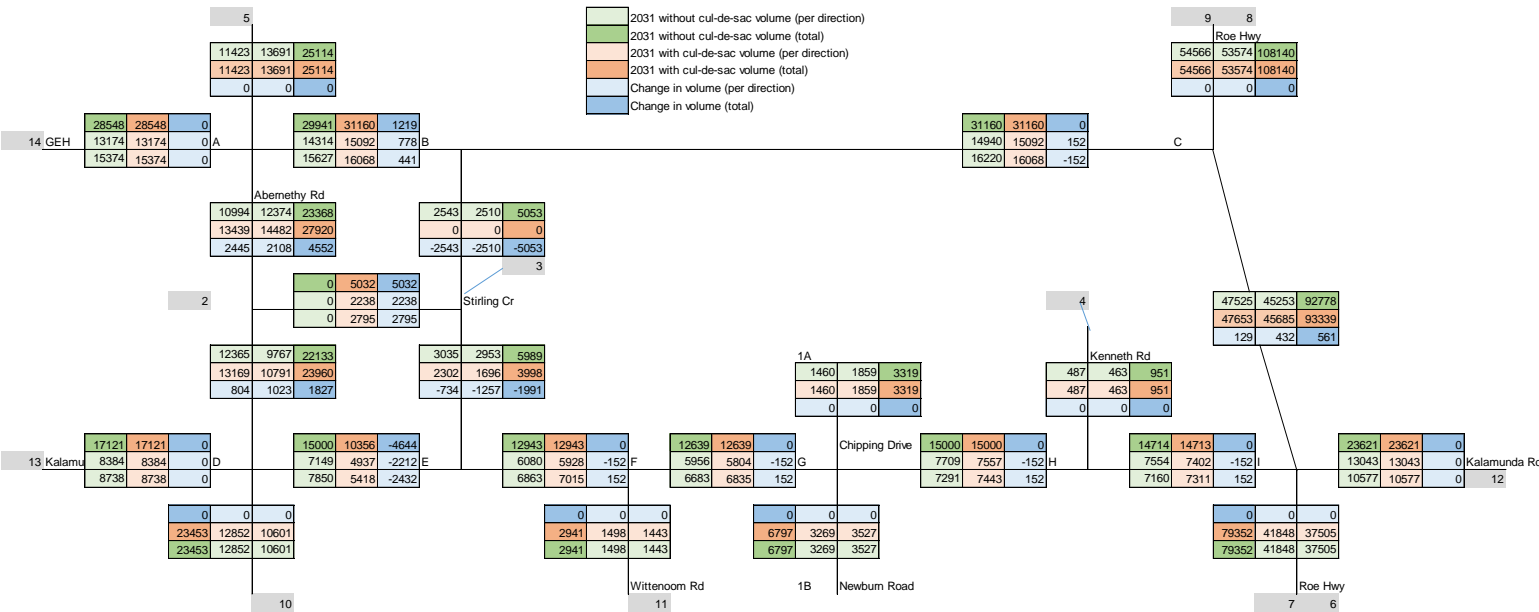 5
9 8
2031 without cul-de-sac volume (per direction)
Roe Hwy
2031 without cul-de-sac volume (total)
11423 13691 25114
2031 with cul-de-sac volume (per direction)
54566 53574 108140
11423 13691 25114
2031 with cul-de-sac volume (total)
54566 53574 108140
0 0 0
Change in volume (per direction)
0 0 0
Change in volume (total)
28548 28548 0
29941 31160 1219
31160 31160 0
14 GEH
13174 13174 0 A
14314 15092 778 B
14940 15092 152
C
15374 15374 0
15627 16068 441
16220 16068 -152
Abernethy Rd
10994 12374 23368
2543 2510 5053
13439 14482 27920
0 0 0
2445 2108 4552
-2543 -2510 -5053
3
0 5032 5032
2
0 2238 2238
Stirling Cr
4
47525 45253 92778
0 2795 2795
47653 45685 93339
129 432 561
12365 9767 22133
3035 2953 5989
1A
Kenneth Rd
13169 10791 23960
2302 1696 3998
1460 1859 3319
487 463 951
804 1023 1827
-734 -1257 -1991
1460 1859 3319
487 463 951
0 0 0
0 0 0
17121 17121 0
15000 10356 -4644
12943 12943 0
12639 12639 0
Chipping Drive
15000 15000 0
14714 14713 0
23621 23621 0
13 Kalamu
8384 8384 0 D
7149 4937 -2212 E
6080 5928 -152 F
5956 5804 -152 G
7709 7557 -152 H
7554 7402 -152 I
13043 13043 0 Kalamunda Rd
8738 8738 0
7850 5418 -2432
6863 7015 152
6683 6835 152
7291 7443 152
7160 7311 152
10577 10577 0
12
0 0 0
0 0 0
0 0 0
0 0 0
23453 12852 10601
2941 1498 1443
6797 3269 3527
79352 41848 37505
23453 12852 10601
2941 1498 1443
6797 3269 3527
79352 41848 37505
Wittenoom Rd
1B
Newburn Road
Roe Hwy
10
11
7 6